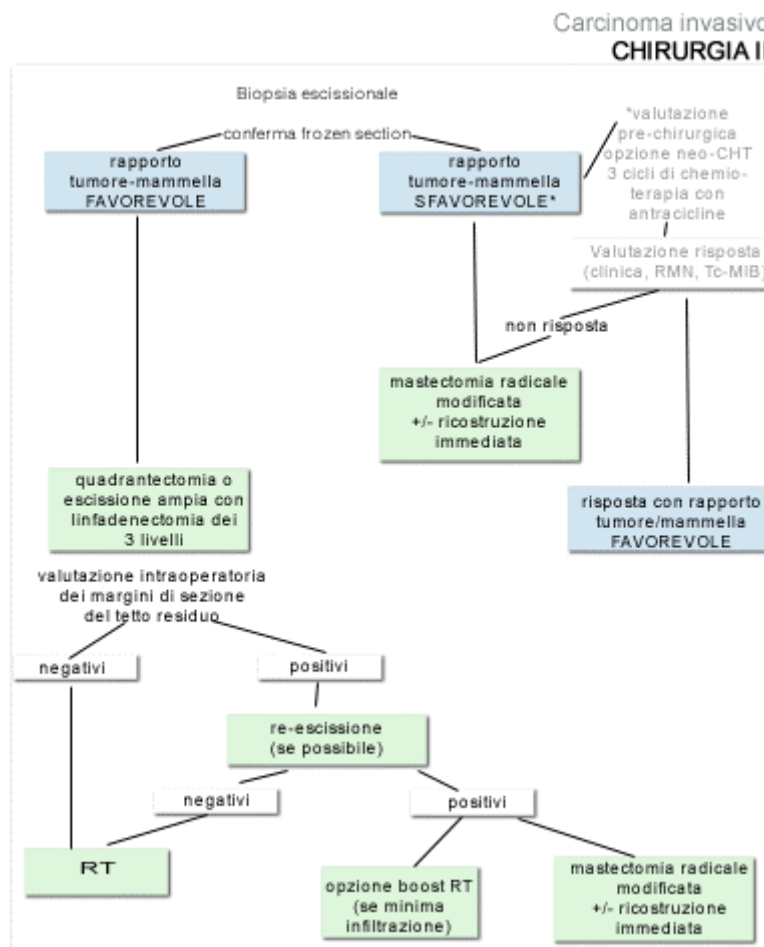 Carcinoma invasivo
CHIRURGIA I
Biopsia escissionale
conferma frozen section
rapporto
tumore-mammella
FAVOREVOLE
rapporto
tumore-mammella
SFAVOREVOLE*
*valutazione
pre-chirurgica
opzione neo-CHT
3 cicli di chemio-
terapia con
antracicline
Valutazione risposta
(clinica, RMN, Tc-MIB)
non risposta
mastectomia radicale
modificata
+/- ricostruzione
immediata
quadrantectomia o
escissione ampia con
linfadenectomia dei
3 livelli
risposta con rapporto
tumore/mammella
FAVOREVOLE
valutazione intraoperatoria
dei margini di sezione
del tetto residuo
negativi
positivi
re-escissione
(se possibile)
negativi
positivi
RT
opzione boost RT
(se minima
infiltrazione)
mastectomia radicale
modificata
+/- ricostruzione
immediata